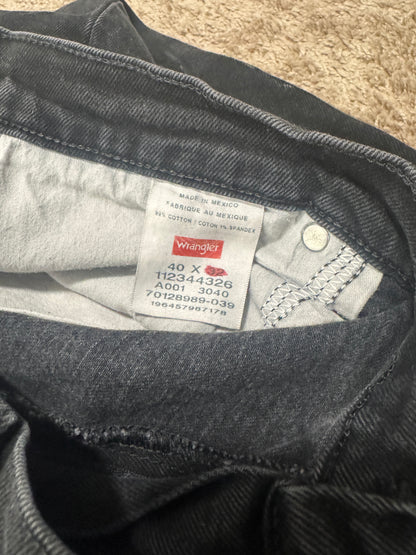 MADE IN MEXICO
FABRIQUE AU MEXIQUE
99% COTTON / COTON 1% SPANDEX
Wrangler
40 X
112344326
A001 3040
70128989-039
196457967178